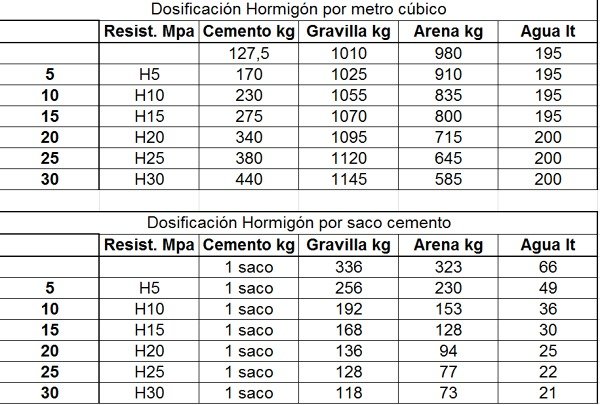 Dosificación Hormigón por metro cúbico
Resist. Mpa Cemento kg Gravilla kg Arena kg Agua lt
127,5 1010 980 195
5 H5 170 1025 910 195
10 H10 230 1055 835 195
15 H15 275 1070 800 195
20 H20 340 1095 715 200
25 H25 380 1120 645 200
30 H30 440 1145 585 200
Dosificación Hormigón por saco cemento
Resist. Mpa Cemento kg Gravilla kg Arena kg Agua lt
1 saco 336 323 66
5 H5 1 saco 256 230 49
10 H10 1 saco 192 153 36
15 H15 1 saco 168 128 30
20 H20 1 saco 136 94 25
25 H25 1 saco 128 77 22
30 H30 1 saco 118 73 21